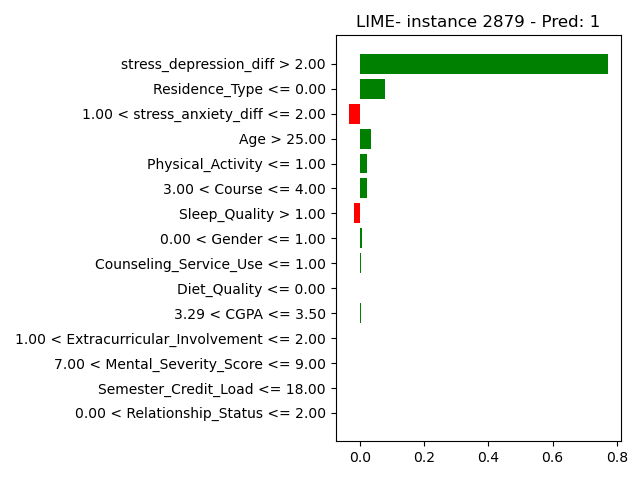 LIME- instance 2879 - Pred: 1
stress_depression_diff > 2.00
Residence_Type <= 0.00
1.00 < stress_anxiety_diff <= 2.00
Age > 25.00
Physical_Activity <= 1.00
3.00 < Course <= 4.00
Sleep_Quality > 1.00
0.00 < Gender <= 1.00
Counseling_Service_Use <= 1.00
Diet_Quality <= 0.00
3.29 < CGPA <= 3.50
1.00 < Extracurricular_Involvement <= 2.00
7.00 < Mental_Severity_Score <= 9.00
Semester_Credit_Load <= 18.00
0.00 < Relationship_Status <= 2.00
0.0 0.2 0.4 0.6 0.8